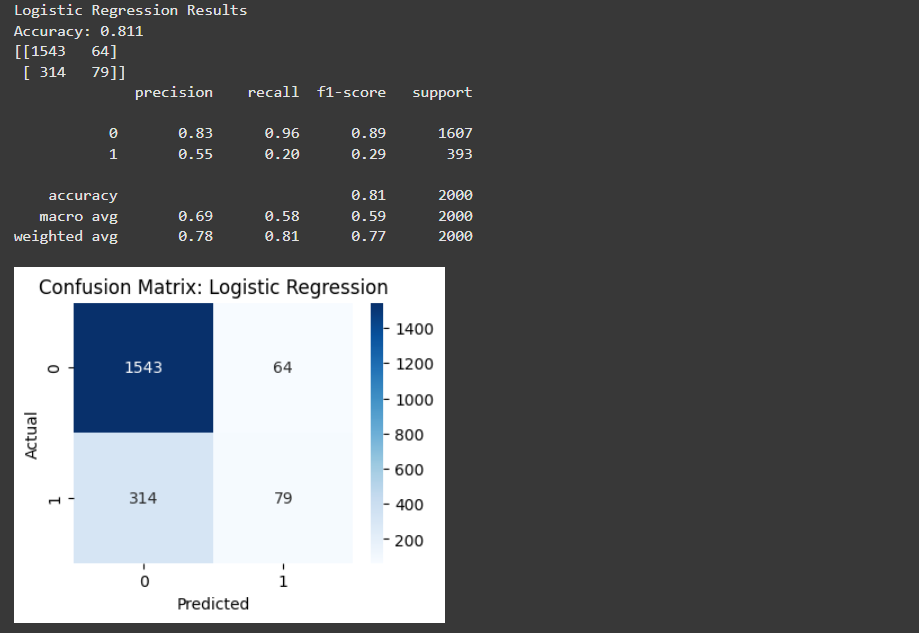 Logistic Regression Results
Accuracy: 0.811
[[1543 64]
[ 314 79]]
precision recall f1-score support
0 0.83 0.96 0.89 1607
1 0.55 0.20 0.29 393
accuracy 0.81 2000
macro avg 0.69 0.58 0.59 2000
weighted avg 0.78 0.81 0.77 2000
Confusion Matrix: Logistic Regression
1400
1200
1000
800
600
400
200
Actual
0
1
1543 64
314 79
0 1
Predicted